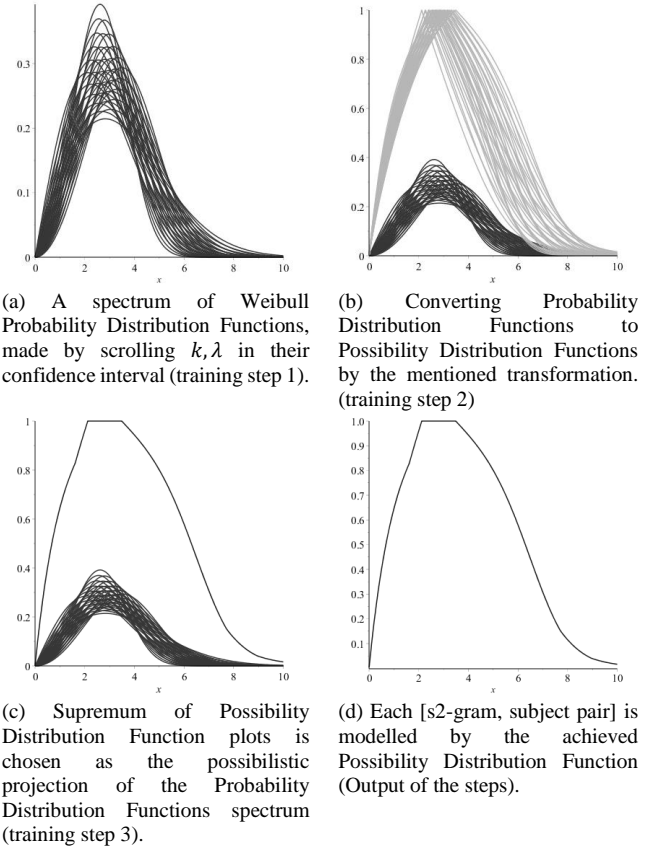 0.3
0.2
0.1
0
0 2 4 6 8 10
x
(a) A spectrum of Weibull
Probability Distribution Functions,
made by scrolling k, λ in their
confidence interval (training step 1).
1
0.8
0.6
0.4
0.2
0
0 2 4 6 8 10
x
(b) Converting Probability
Distribution Functions to
Possibility Distribution Functions
by the mentioned transformation.
(training step 2)
1
0.8
0.6
0.4
0.2
0
0 2 4 6 8 10
x
(c) Supremum of Possibility
Distribution Function plots is
chosen as the possibilistic
projection of the Probability
Distribution Functions spectrum
(training step 3).
1
0.9
0.8
0.7
0.6
0.5
0.4
0.3
0.2
0.1
0 2 4 6 8 10
x
(d) Each [s2-gram, subject pair] is
modelled by the achieved
Possibility Distribution Function
(Output of the steps).